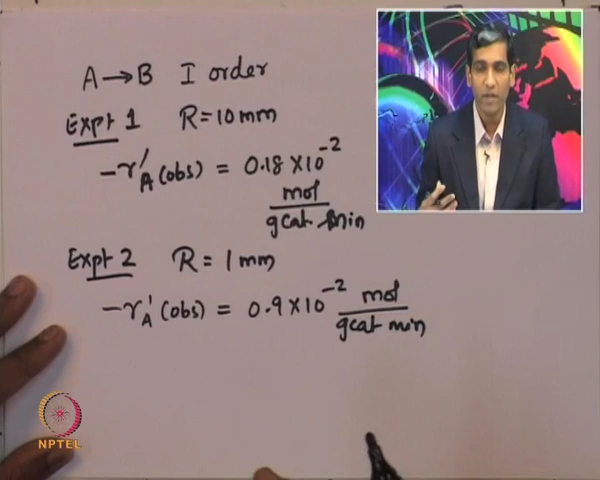 A → B I order
Expt 1 R = 10 mm
-r'A (obs) = 0.18 × 10^-2
mol
gcat min
Expt 2 R = 1 mm
-r'A (obs) = 0.9 × 10^-2 mol
gcat min
NPTEL